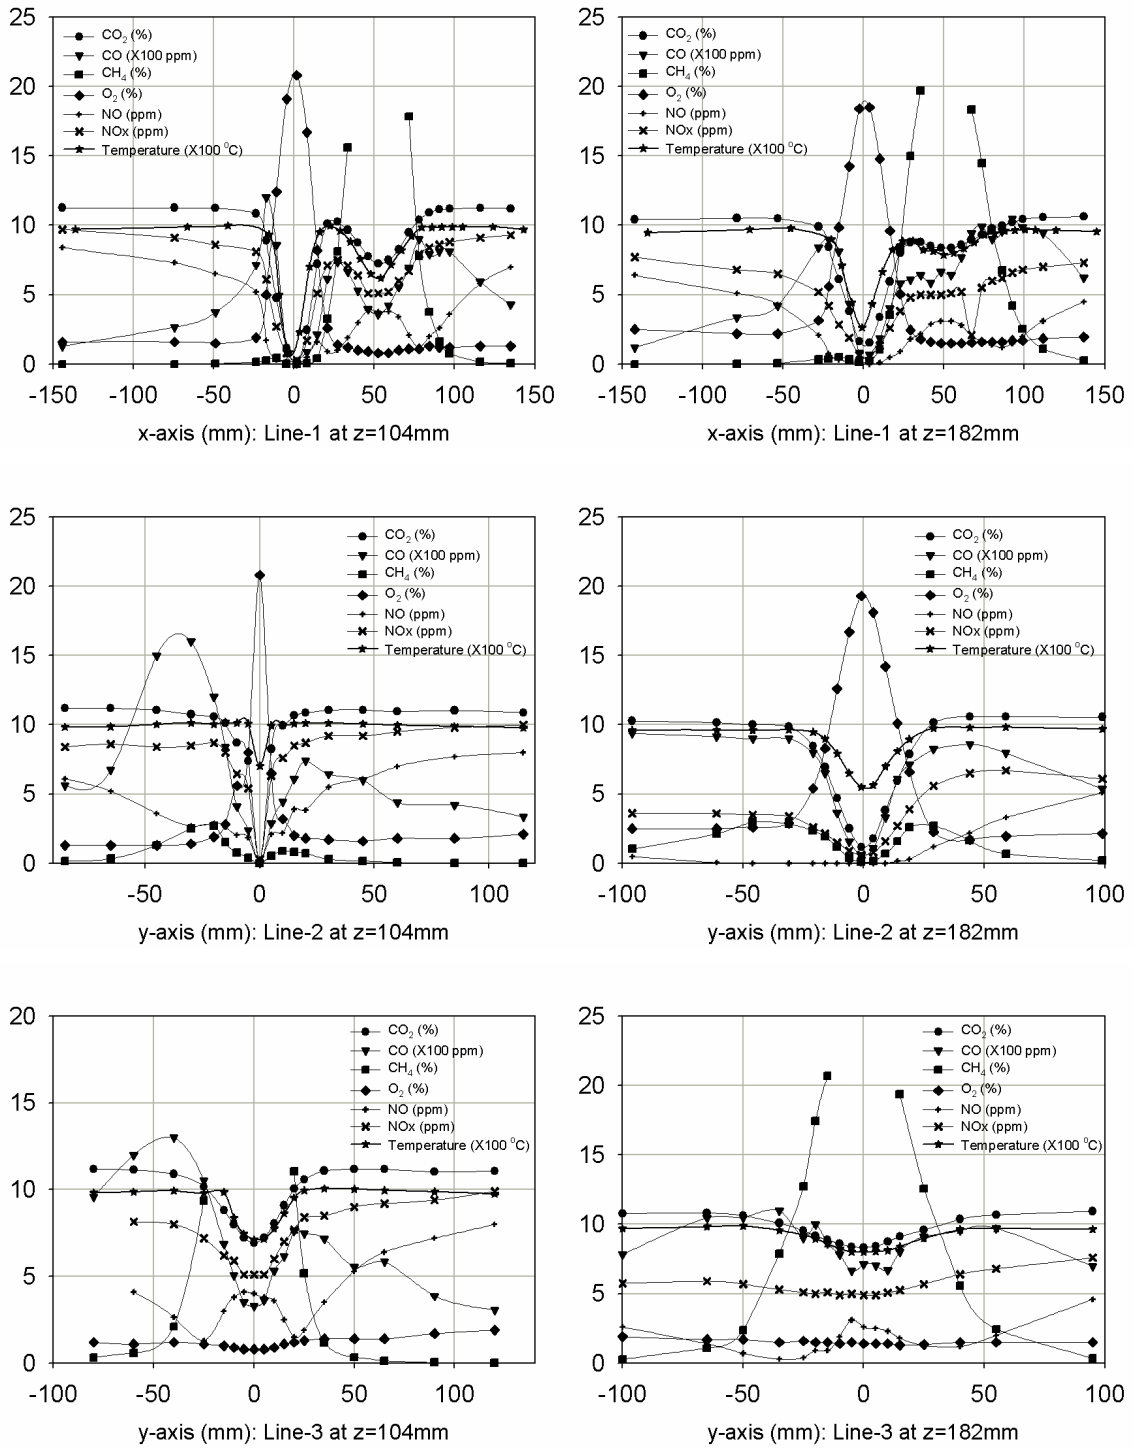 25
20
15
10
5
0
CO2 (%)
CO (X100 ppm)
CH4 (%)
O2 (%)
NO (ppm)
NOx (ppm)
Temperature (X100 °C)
-150 -100 -50 0 50 100 150
x-axis (mm): Line-1 at z=104mm
25
20
15
10
5
0
CO2 (%)
CO (X100 ppm)
CH4 (%)
O2 (%)
NO (ppm)
NOx (ppm)
Temperature (X100 °C)
-150 -100 -50 0 50 100 150
x-axis (mm): Line-1 at z=182mm
25
20
15
10
5
0
CO2 (%)
CO (X100 ppm)
CH4 (%)
O2 (%)
NO (ppm)
NOx (ppm)
Temperature (X100 °C)
-50 0 50 100
y-axis (mm): Line-2 at z=104mm
25
20
15
10
5
0
CO2 (%)
CO (X100 ppm)
CH4 (%)
O2 (%)
NO (ppm)
NOx (ppm)
Temperature (X100 °C)
-100 -50 0 50 100
y-axis (mm): Line-2 at z=182mm
20
15
10
5
0
CO2 (%)
CO (X100 ppm)
CH4 (%)
O2 (%)
NO (ppm)
NOx (ppm)
Temperature (X100 °C)
-100 -50 0 50 100
y-axis (mm): Line-3 at z=104mm
25
20
15
10
5
0
CO2 (%)
CO (X100 ppm)
CH4 (%)
O2 (%)
NO (ppm)
NOx (ppm)
Temperature (X100 °C)
-100 -50 0 50 100
y-axis (mm): Line-3 at z=182mm